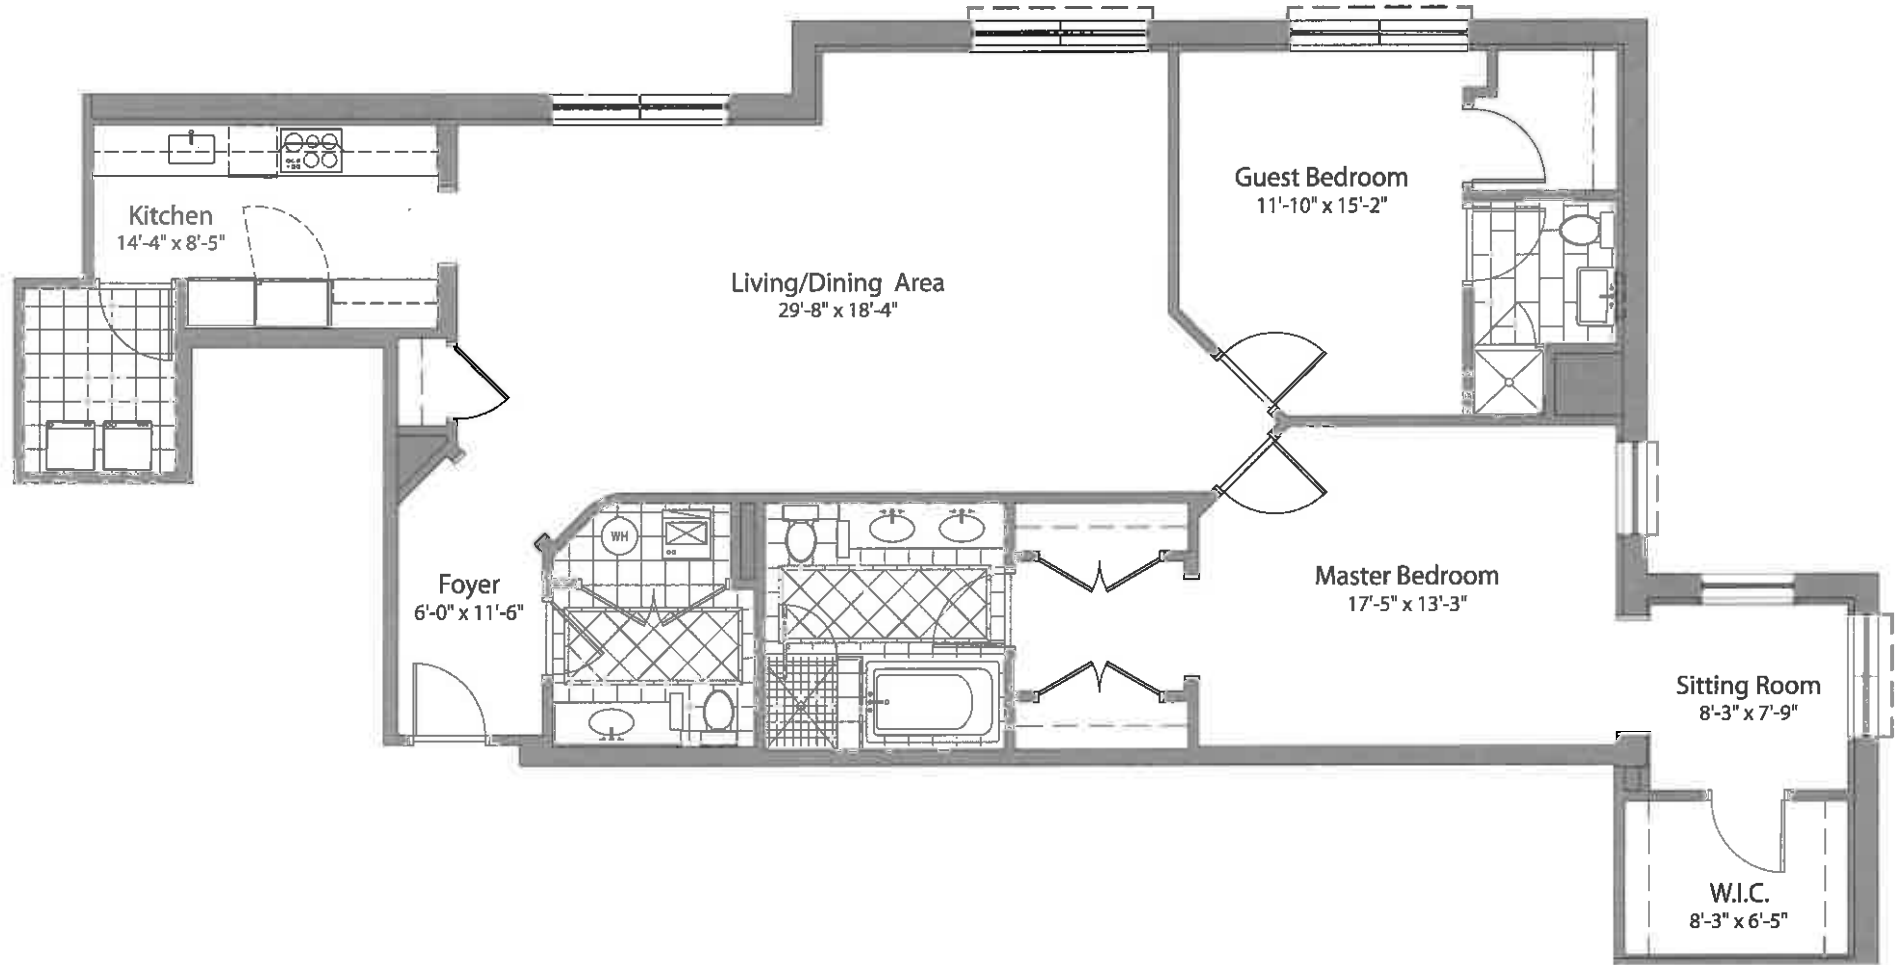 Kitchen
14'-4" x 8'-5"
Living/Dining Area
29'-8" x 18'-4"
Guest Bedroom
11'-10" x 15'-2"
WH
Foyer
6'-0" x 11'-6"
Master Bedroom
17'-5" x 13'-3"
Sitting Room
8'-3" x 7'-9"
W.I.C.
8'-3" x 6'-5"